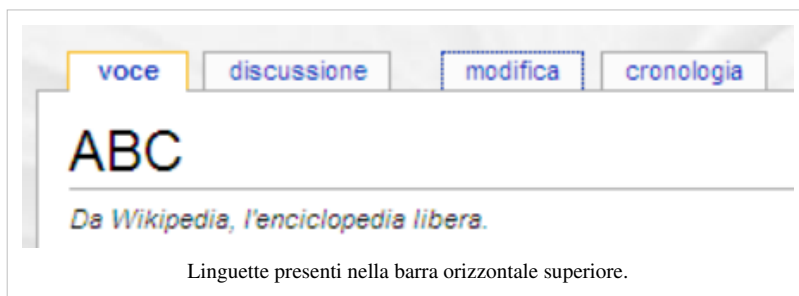 voce discussione modifica cronologia
ABC
Da Wikipedia, l'enciclopedia libera.
Linguette presenti nella barra orizzontale superiore.